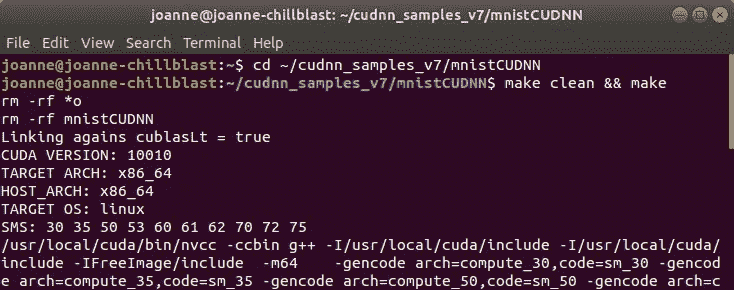 joanne@joanne-chillblast: ~/cudnn_samples_v7/mnistCUDNN
File Edit View Search Terminal Help
joanne@joanne-chillblast:~$ cd ~/cudnn_samples_v7/mnistCUDNN
joanne@joanne-chillblast:~/cudnn_samples_v7/mnistCUDNN$ make clean && make
rm -rf *o
rm -rf mnistCUDNN
Linking agains cublasLt = true
CUDA VERSION: 10010
TARGET ARCH: x86_64
HOST_ARCH: x86_64
TARGET OS: linux
SMS: 30 35 50 53 60 61 62 70 72 75
/usr/local/cuda/bin/nvcc -ccbin g++ -I/usr/local/cuda/include -I/usr/local/cuda/
include -IFreeImage/include  -m64    -gencode arch=compute_30,code=sm_30 -gencod
e arch=compute_35,code=sm_35 -gencode arch=compute_50,code=sm_50 -gencode arch=c